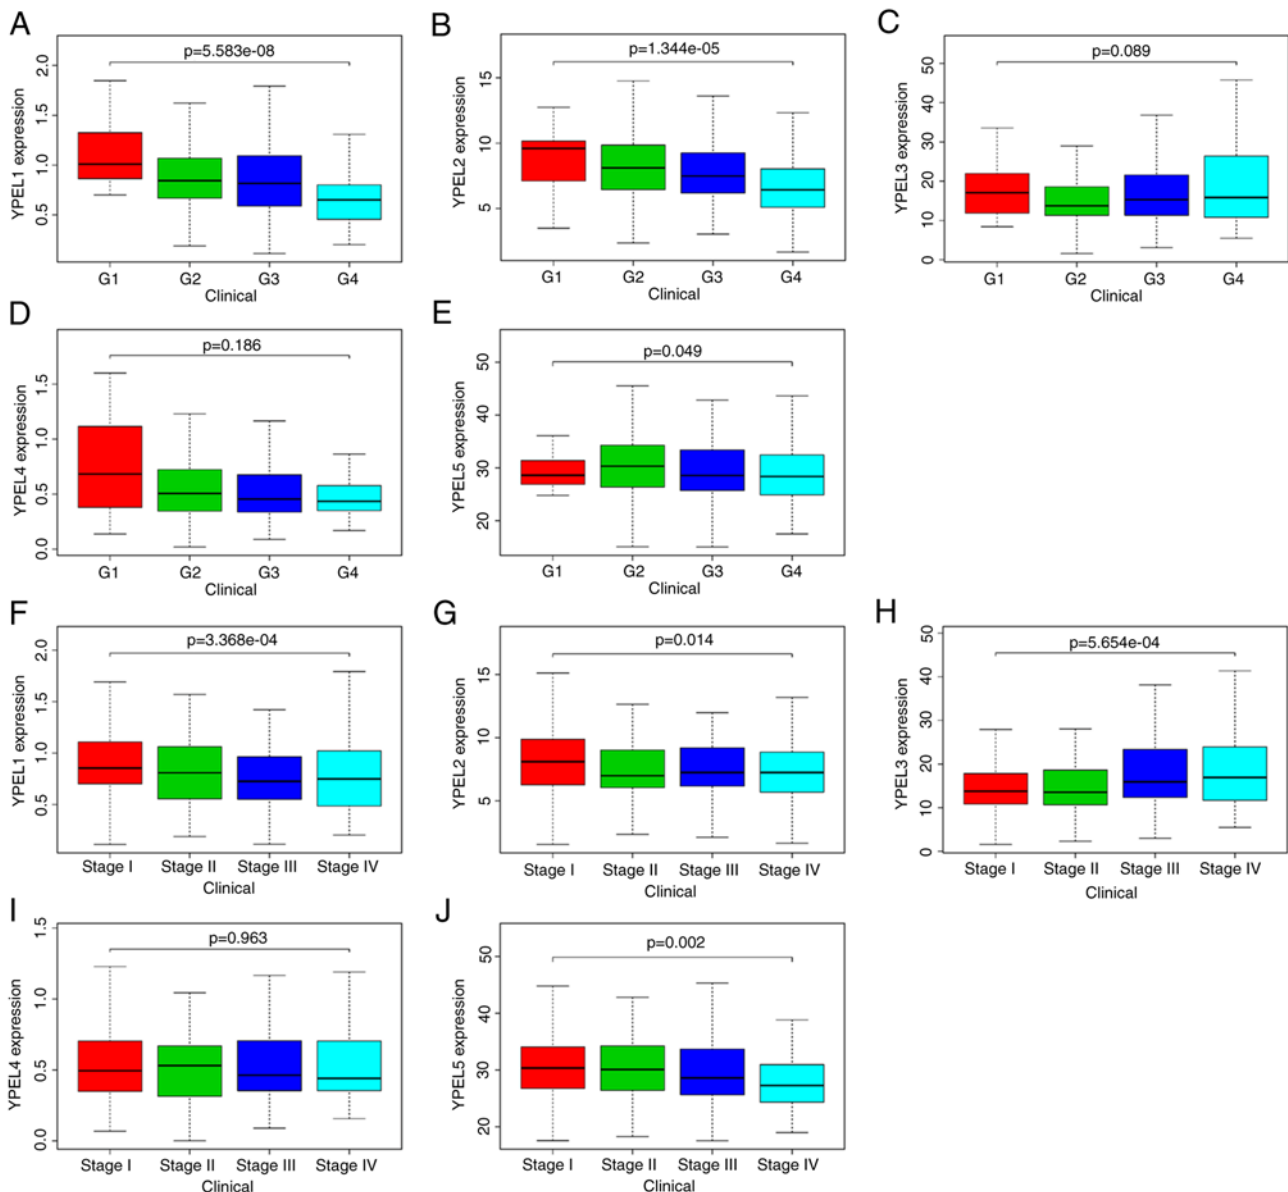 A
p=5.583e-08
YPEL1 expression
2.0
1.5
1.0
0.5
G1 G2 G3 G4
Clinical
B
p=1.344e-05
YPEL2 expression
15
10
5
G1 G2 G3 G4
Clinical
C
p=0.089
YPEL3 expression
50
40
30
20
10
0
G1 G2 G3 G4
Clinical
D
p=0.186
YPEL4 expression
1.5
1.0
0.5
0.0
G1 G2 G3 G4
Clinical
E
p=0.049
YPEL5 expression
50
40
30
20
G1 G2 G3 G4
Clinical
F
p=3.368e-04
YPEL1 expression
2.0
1.5
1.0
0.5
Stage I Stage II Stage III Stage IV
Clinical
G
p=0.014
YPEL2 expression
15
10
5
Stage I Stage II Stage III Stage IV
Clinical
H
p=5.654e-04
YPEL3 expression
50
40
30
20
10
0
Stage I Stage II Stage III Stage IV
Clinical
I
p=0.963
YPEL4 expression
1.5
1.0
0.5
0.0
Stage I Stage II Stage III Stage IV
Clinical
J
p=0.002
YPEL5 expression
50
40
30
20
Stage I Stage II Stage III Stage IV
Clinical